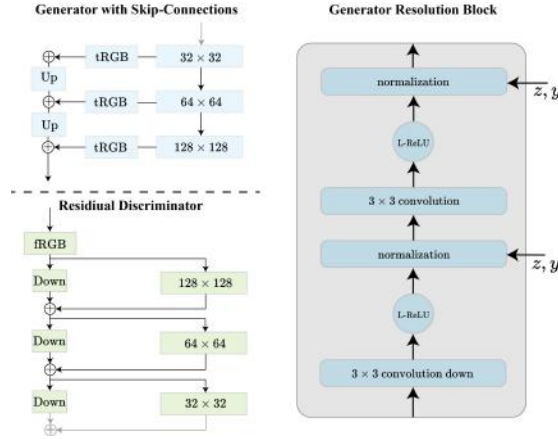 Generator with Skip-Connections
tRGB
32 × 32
Up
tRGB
64 × 64
Up
tRGB
128 × 128
Residiual Discriminator
fRGB
Down
128 × 128
Down
64 × 64
Down
32 × 32
Generator Resolution Block
normalization
z, y
L-ReLU
3 × 3 convolution
normalization
z, y
L-ReLU
3 × 3 convolution down